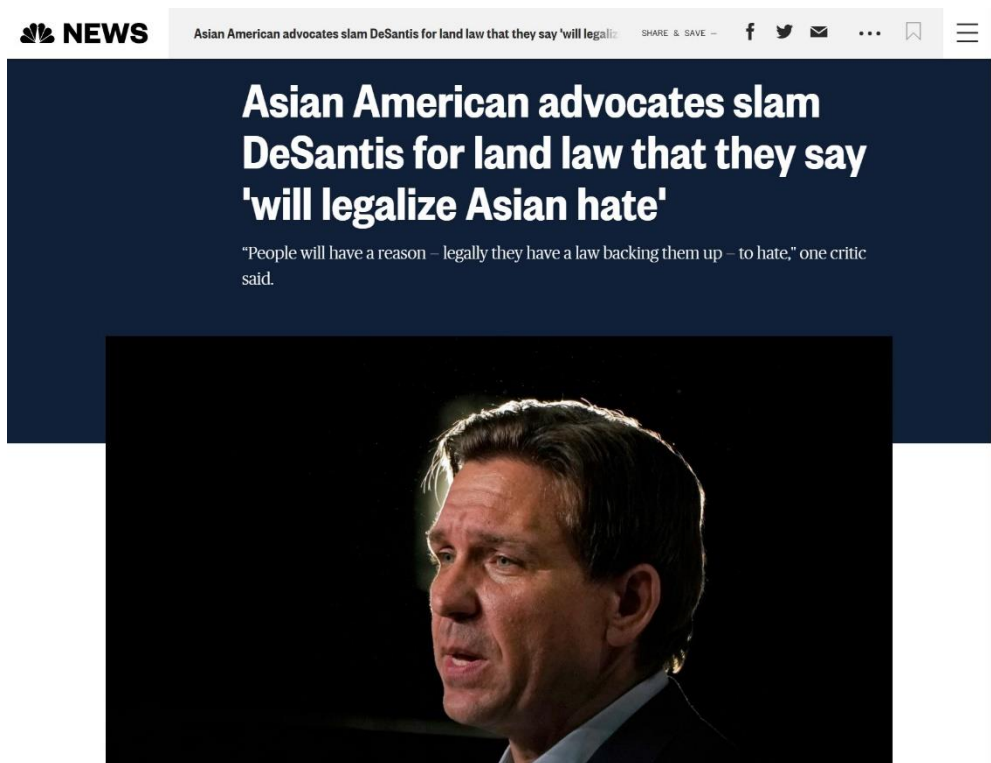 NEWS
Asian American advocates slam DeSantis for land law that they say 'will legaliz
SHARE & SAVE —
Asian American advocates slam
DeSantis for land law that they say
'will legalize Asian hate'
“People will have a reason — legally they have a law backing them up — to hate,” one critic
said.